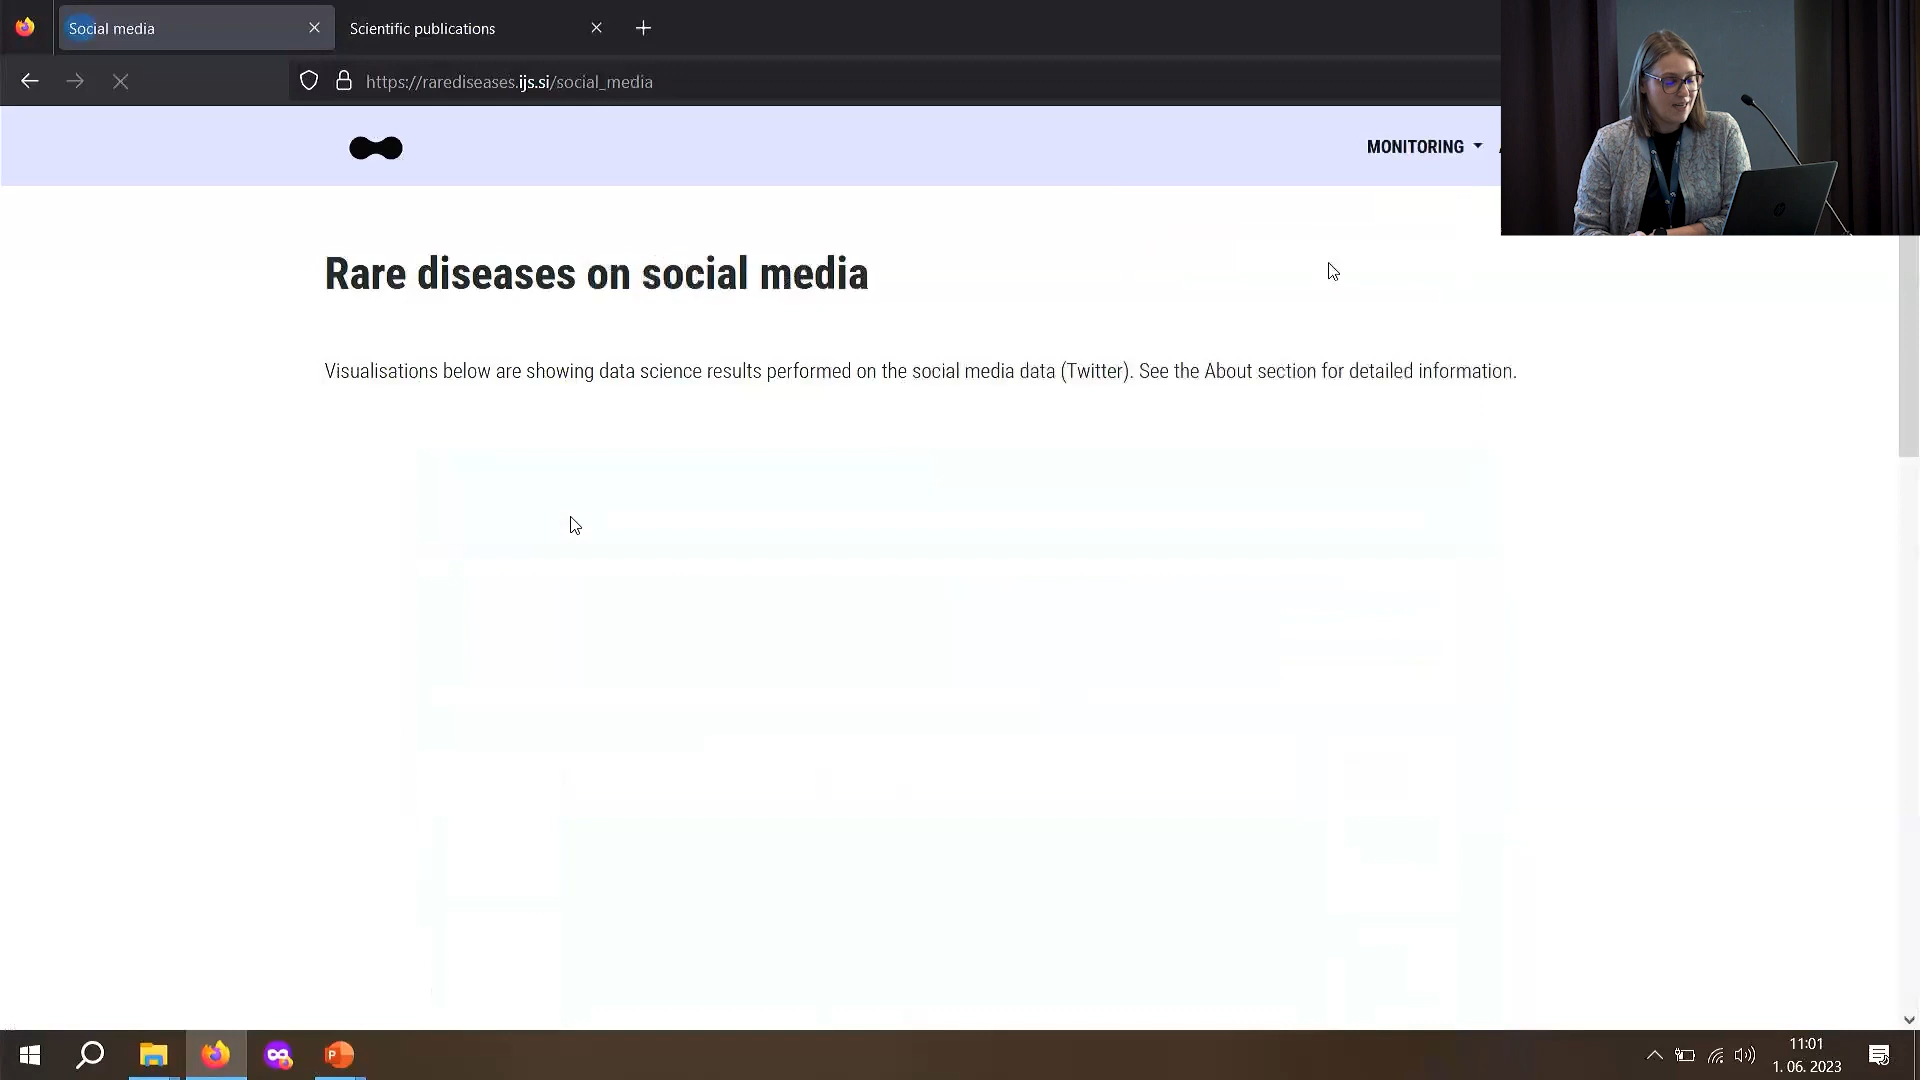 Social media
Scientific publications
https://rarediseases.ijs.si/social_media
MONITORING
Rare diseases on social media
Visualisations below are showing data science results performed on the social media data (Twitter). See the About section for detailed information.
11:01
1. 06. 2023